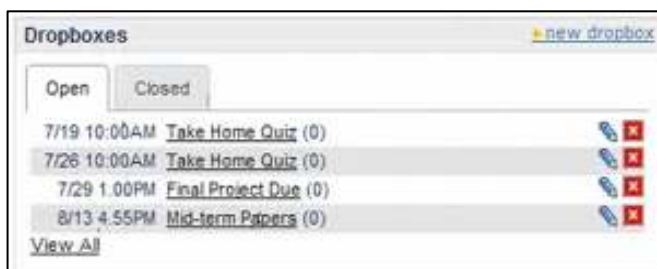 Dropboxes new dropbox
Open Closed
7/19 10:00AM Take Home Quiz (0)
7/26 10:00AM Take Home Quiz (0)
7/29 1:00PM Final Project Due (0)
8/13 4:55PM Mid-term Papers (0)
View All